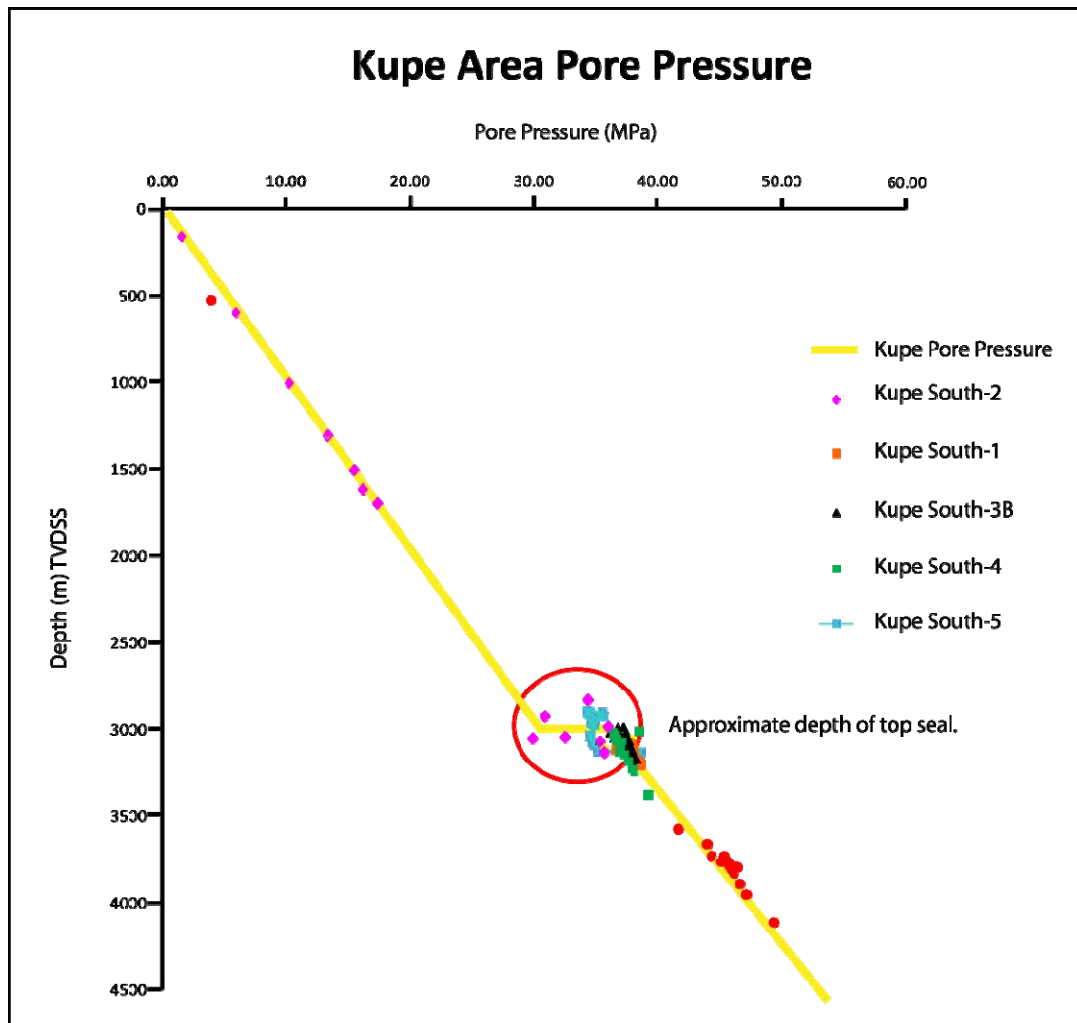 Kupe Area Pore Pressure
Pore Pressure (MPa)
0.00 10.00 20.00 30.00 40.00 50.00 60.00
0
500
1000
1500
2000
2500
3000
3500
4000
4500
Depth (m) TVDSS
Kupe Pore Pressure
Kupe South-2
Kupe South-1
Kupe South-3B
Kupe South-4
Kupe South-5
Approximate depth of top seal.